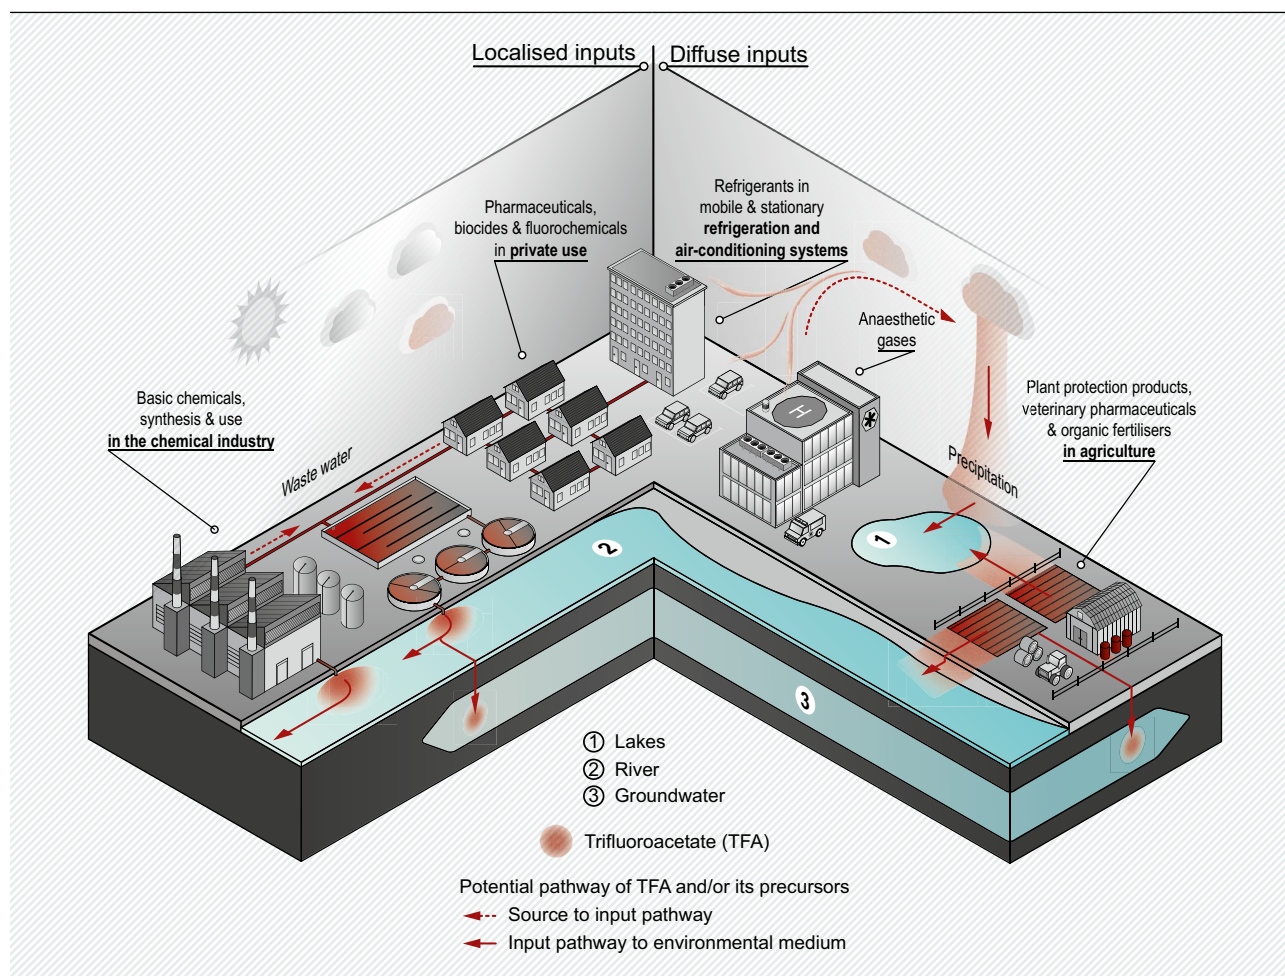 Localised inputs
Diffuse inputs
Pharmaceuticals,
biocides & fluorochemicals
in private use
Refrigerants in
mobile & stationary
refrigeration and
air-conditioning systems
Anaesthetic
gases
Basic chemicals,
synthesis & use
in the chemical industry
Plant protection products,
veterinary pharmaceuticals
& organic fertilisers
in agriculture
Waste water
Precipitation
H
1
2
3
1 Lakes
2 River
3 Groundwater
Trifluoroacetate (TFA)
Potential pathway of TFA and/or its precursors
Source to input pathway
Input pathway to environmental medium